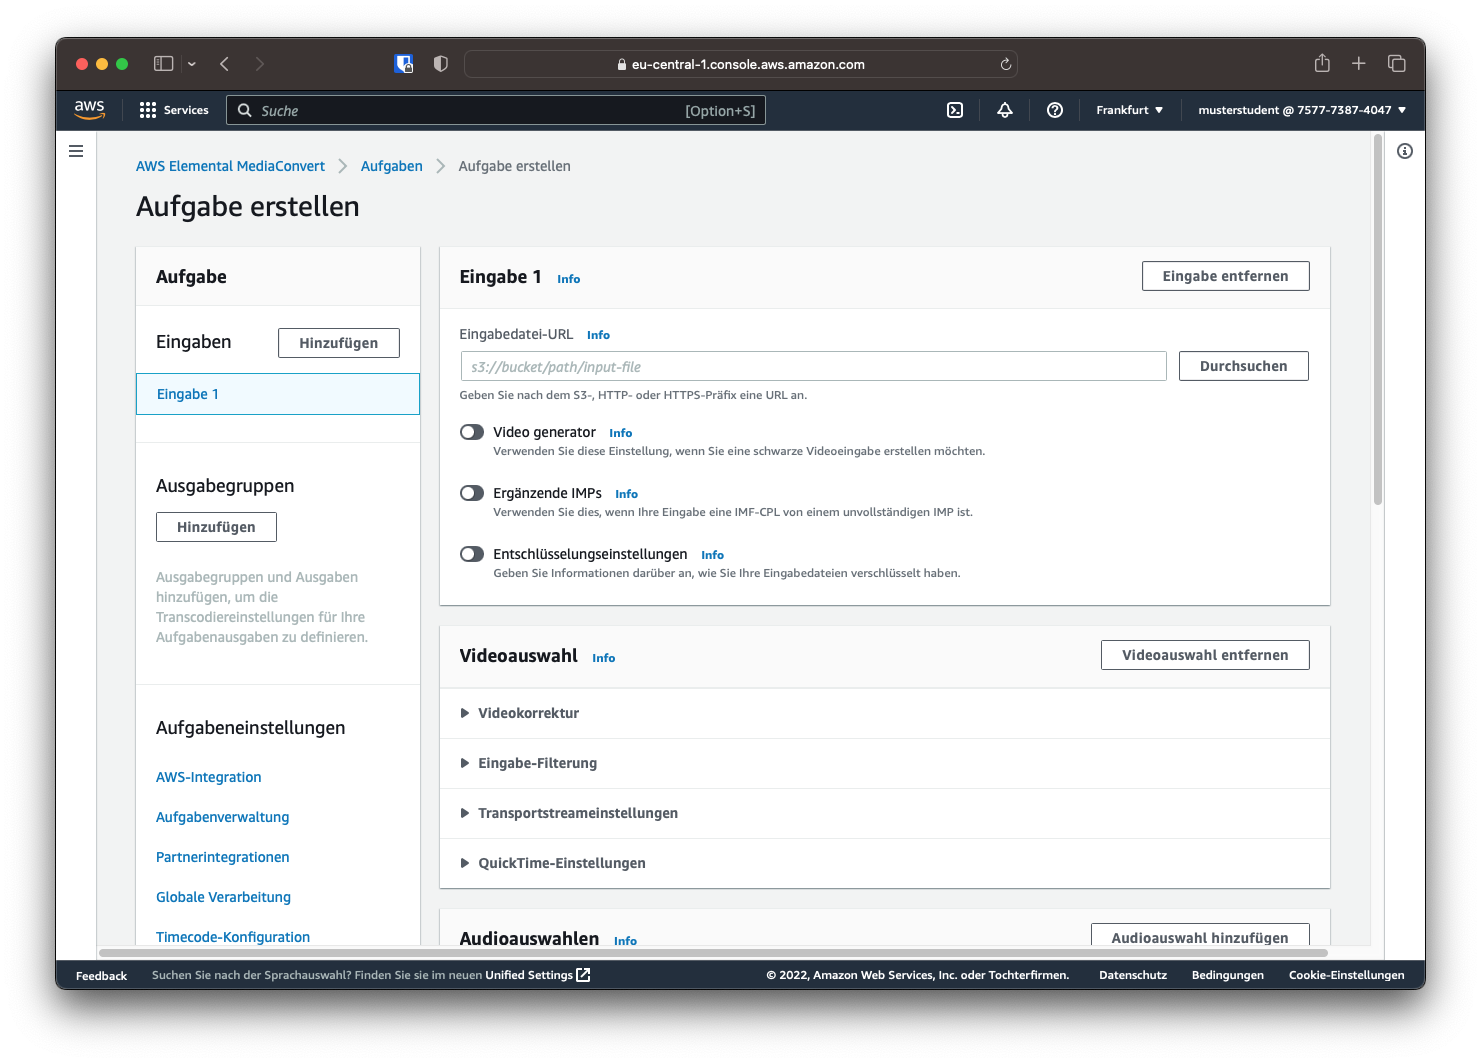 eu-central-1.console.aws.amazon.com
aws
Services
Suche
[Option+S]
Frankfurt
musterstudent @ 7577-7387-4047
AWS Elemental MediaConvert
Aufgaben
Aufgabe erstellen
Aufgabe erstellen
Aufgabe
Eingaben
Hinzufügen
Eingabe 1
Ausgabegruppen
Hinzufügen
Ausgabegruppen und Ausgaben
hinzufügen, um die
Transcodiereinstellungen für Ihre
Aufgabenausgaben zu definieren.
Aufgabeneinstellungen
AWS-Integration
Aufgabenverwaltung
Partnerintegrationen
Globale Verarbeitung
Timecode-Konfiguration
Eingabe 1 Info
Eingabe entfernen
Eingabedatei-URL Info
s3://bucket/path/input-file
Durchsuchen
Geben Sie nach dem S3-, HTTP- oder HTTPS-Präfix eine URL an.
Video generator Info
Verwenden Sie diese Einstellung, wenn Sie eine schwarze Videoeingabe erstellen möchten.
Ergänzende IMPs Info
Verwenden Sie dies, wenn Ihre Eingabe eine IMF-CPL von einem unvollständigen IMP ist.
Entschlüsselungseinstellungen Info
Geben Sie Informationen darüber an, wie Sie Ihre Eingabedateien verschlüsselt haben.
Videoauswahl Info
Videoauswahl entfernen
Videokorrektur
Eingabe-Filterung
Transportstreameinstellungen
QuickTime-Einstellungen
Audioauswahlen Info
Audioauswahl hinzufügen
Feedback
Suchen Sie nach der Sprachauswahl? Finden Sie sie im neuen Unified Settings
© 2022, Amazon Web Services, Inc. oder Tochterfirmen.
Datenschutz
Bedingungen
Cookie-Einstellungen